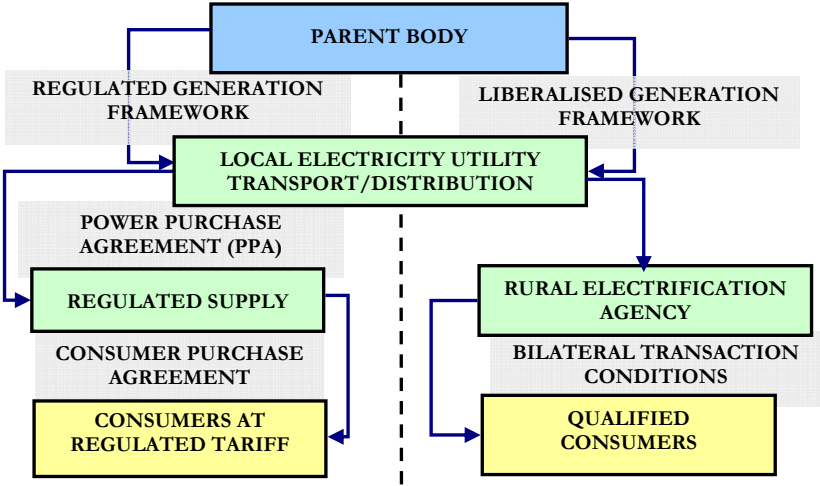 PARENT BODY
REGULATED GENERATION
FRAMEWORK
LIBERALISED GENERATION
FRAMEWORK
LOCAL ELECTRICITY UTILITY
TRANSPORT/DISTRIBUTION
POWER PURCHASE
AGREEMENT (PPA)
REGULATED SUPPLY
RURAL ELECTRIFICATION
AGENCY
CONSUMER PURCHASE
AGREEMENT
BILATERAL TRANSACTION
CONDITIONS
CONSUMERS AT
REGULATED TARIFF
QUALIFIED
CONSUMERS